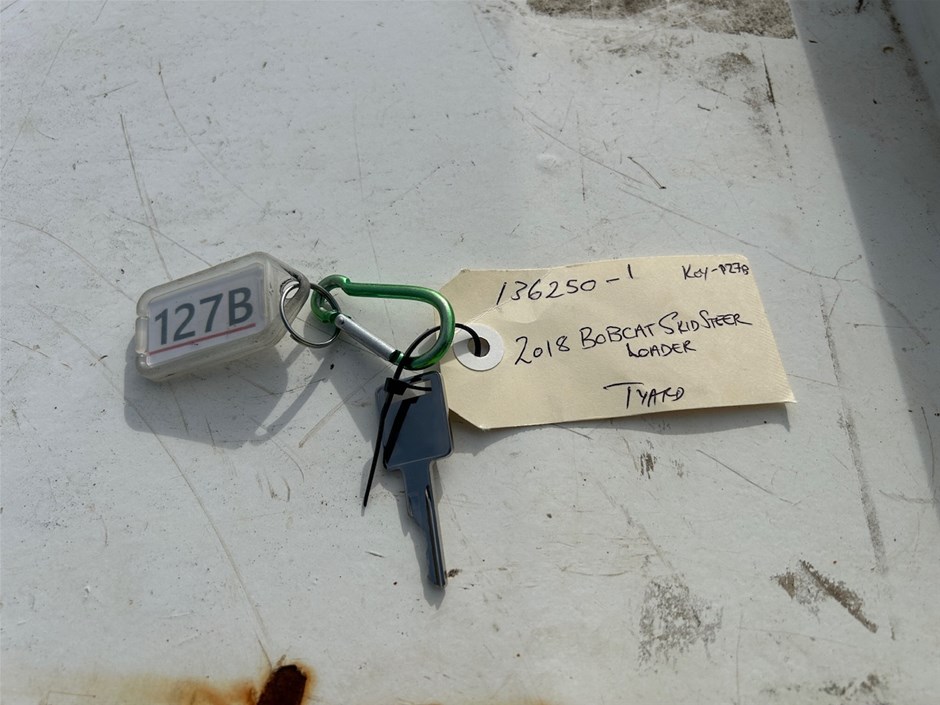 127B
136250-1
Key-127B
2018 BOBCAT SKID STEER
LOADER
TYARD